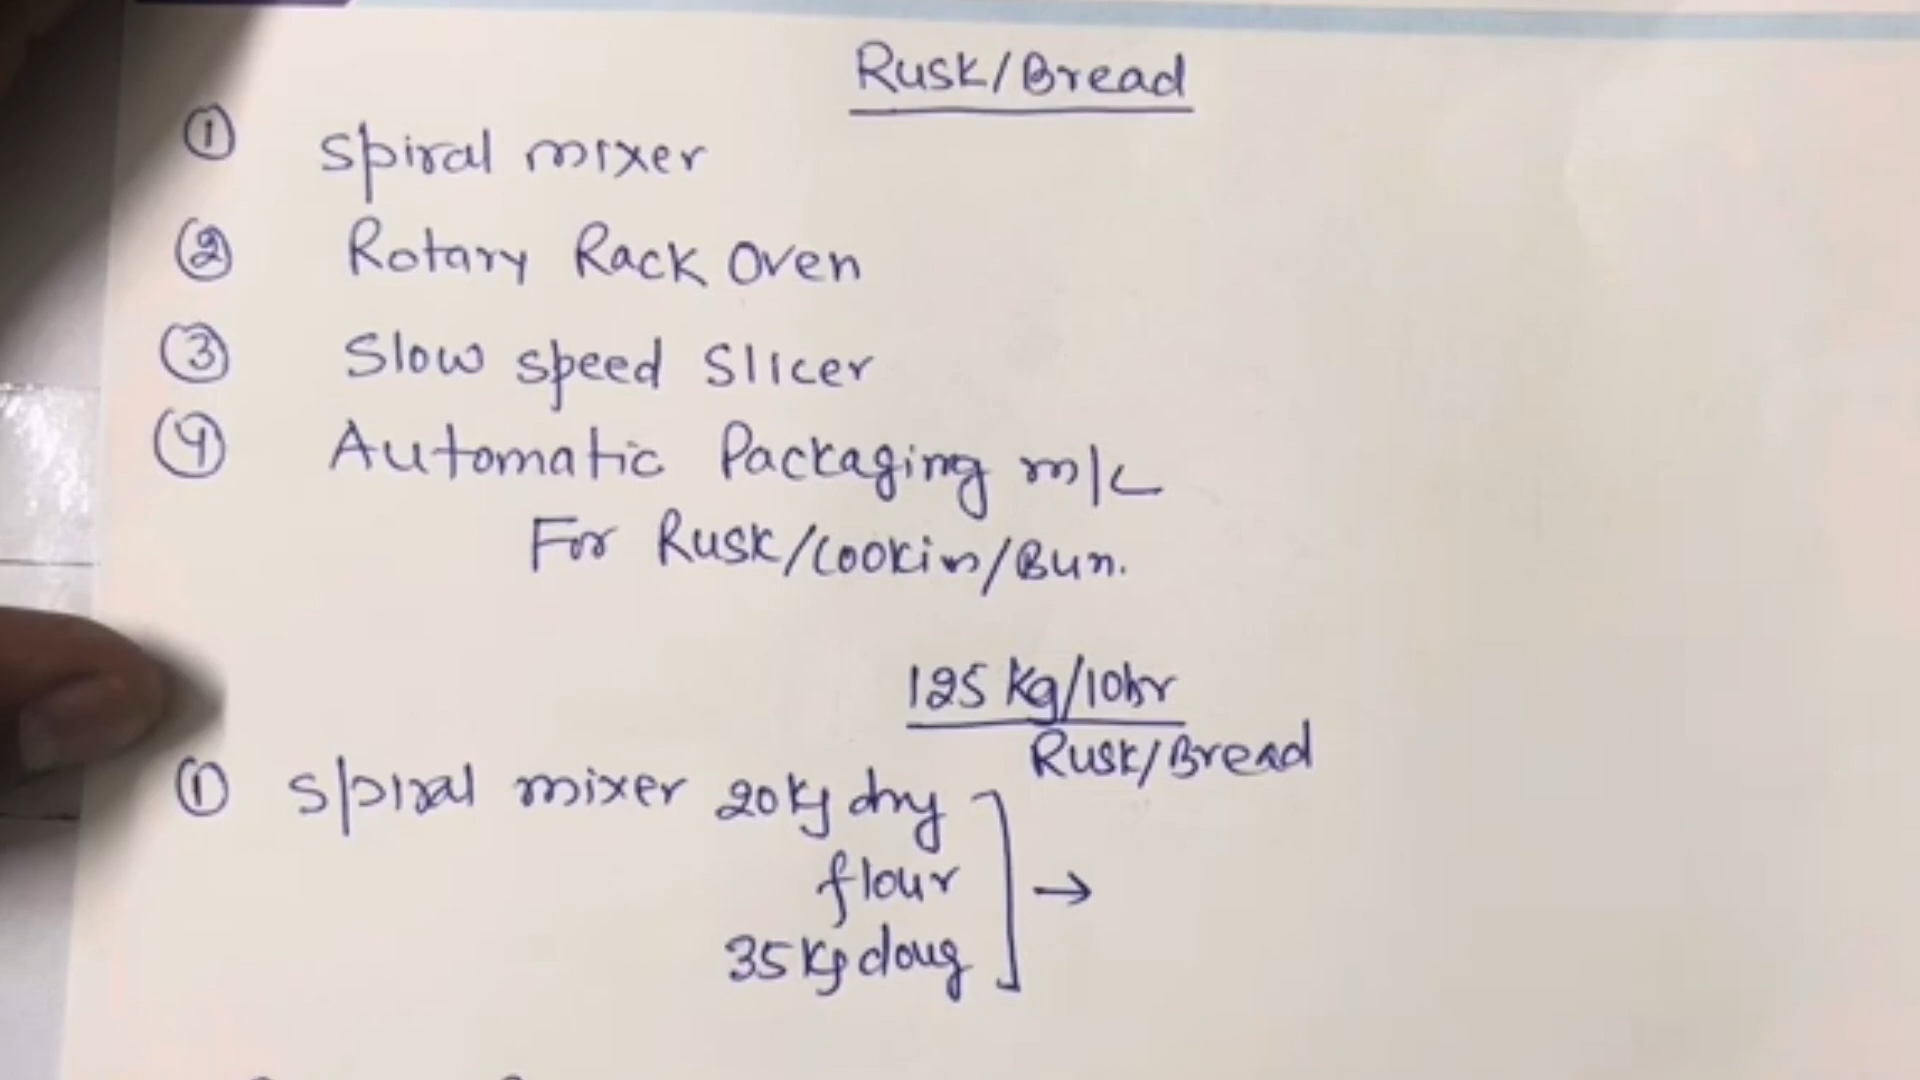 Rusk/Bread
① Spiral mixer
② Rotary Rack Oven
③ Slow speed Slicer
④ Automatic Packaging m/c
For Rusk/Cookin/Bun.
125 Kg/10hr
Rusk/Bread
① Spiral mixer 20Kg dry
flour
35Kg doug
→